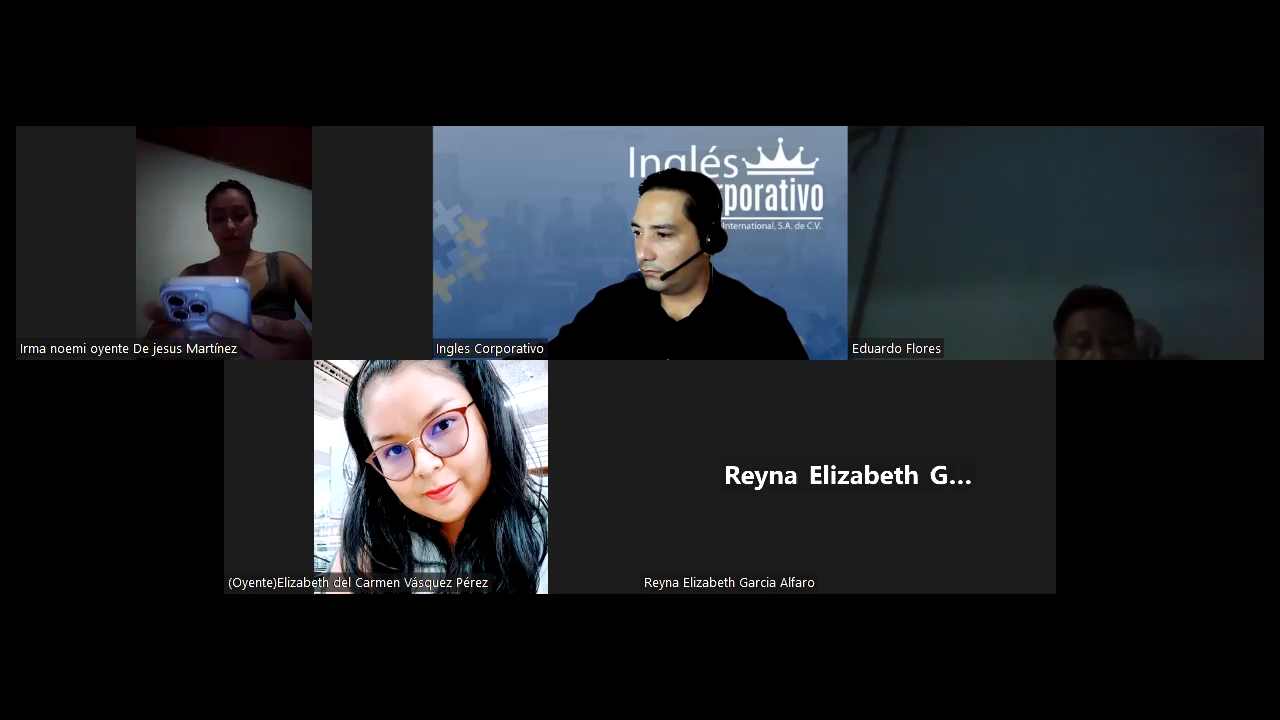 Inglés
porativo
International, S.A. de C.V.
Irma noemi oyente De jesus Martínez
Ingles Corporativo
Eduardo Flores
Reyna Elizabeth G...
(Oyente)Elizabeth del Carmen Vásquez Pérez
Reyna Elizabeth Garcia Alfaro